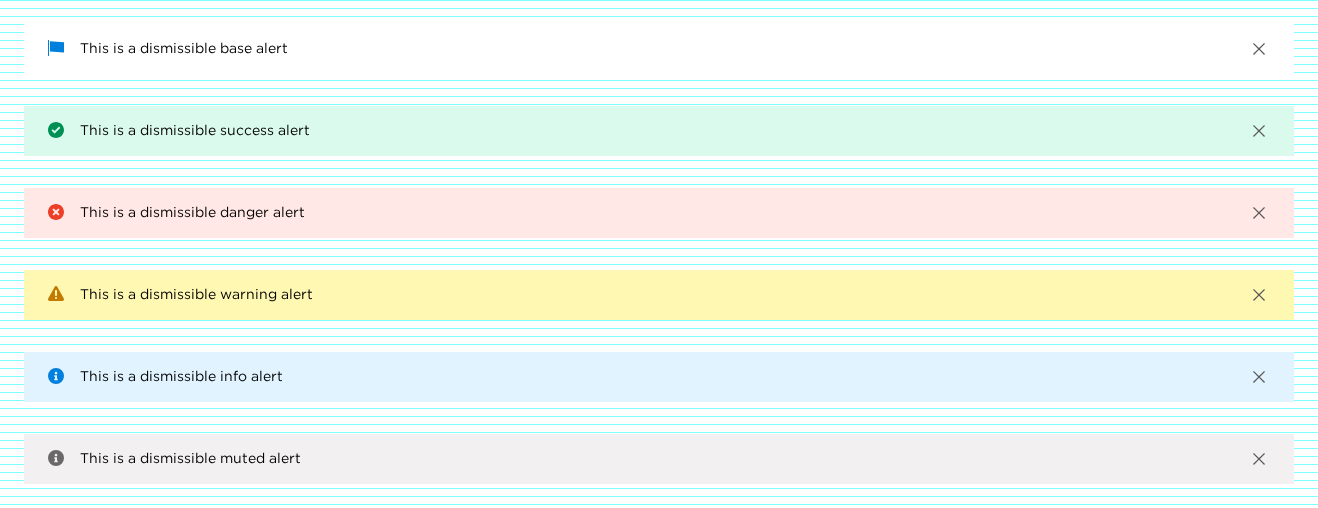 This is a dismissible base alert
This is a dismissible success alert
This is a dismissible danger alert
This is a dismissible warning alert
This is a dismissible info alert
This is a dismissible muted alert